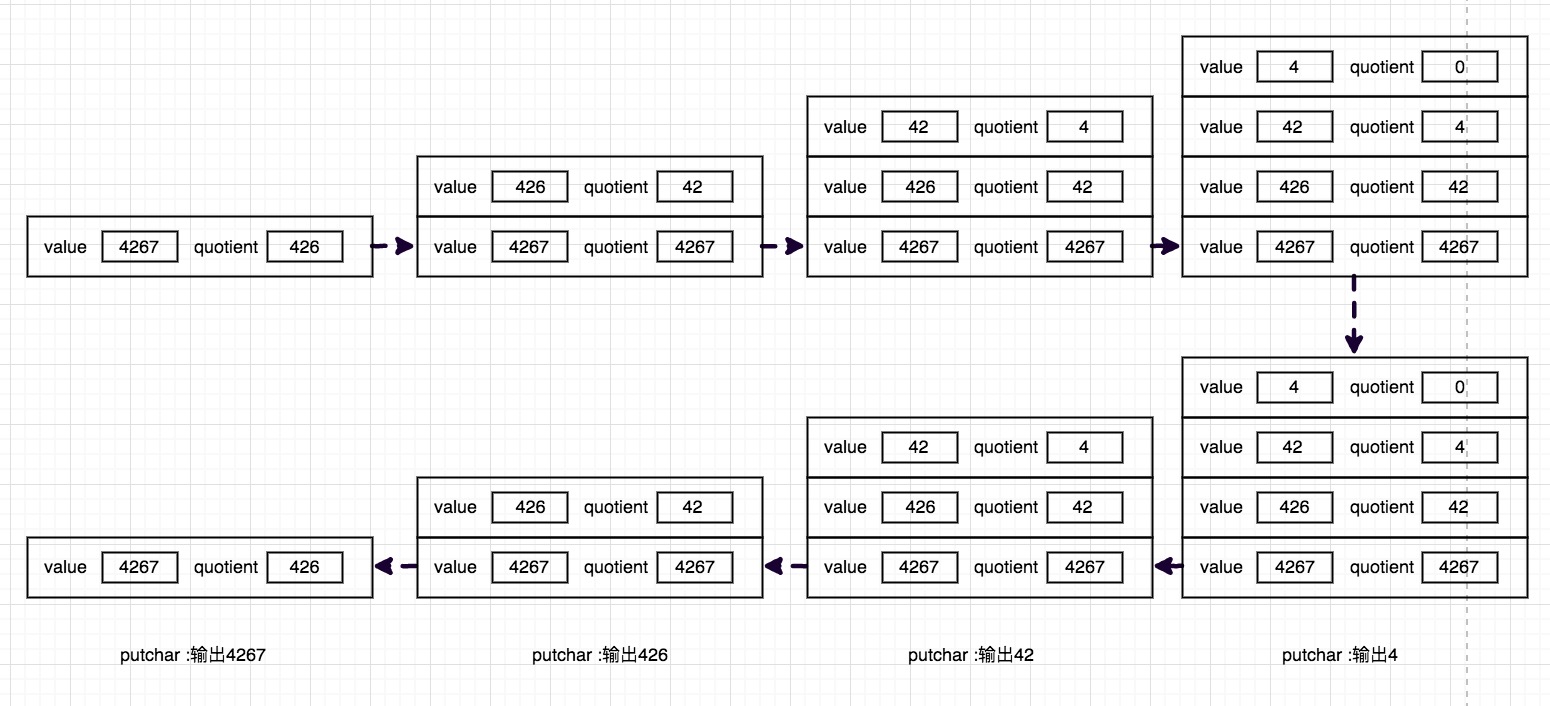 value 4 quotient 0
value 42 quotient 4
value 42 quotient 4
value 426 quotient 42
value 426 quotient 42
value 426 quotient 42
value 4267 quotient 426
value 4267 quotient 4267
value 4267 quotient 4267
value 4267 quotient 4267
value 4 quotient 0
value 42 quotient 4
value 42 quotient 4
value 426 quotient 42
value 426 quotient 42
value 426 quotient 42
value 4267 quotient 426
value 4267 quotient 4267
value 4267 quotient 4267
value 4267 quotient 4267
putchar :输出4267
putchar :输出426
putchar :输出42
putchar :输出4